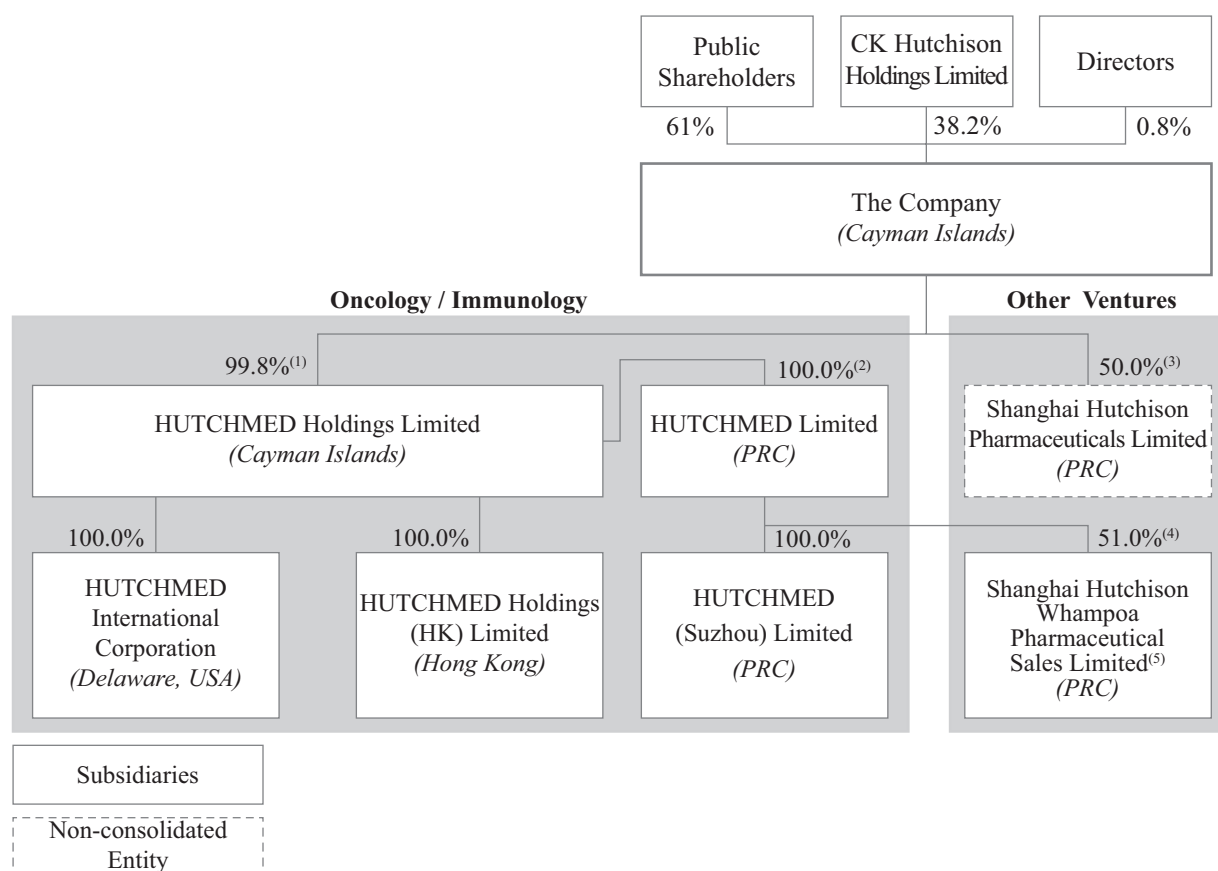 Public
Shareholders
CK Hutchison
Holdings Limited
Directors
61%
38.2%
0.8%
The Company
(Cayman Islands)
Oncology / Immunology
Other Ventures
99.8%(1)
100.0%(2)
50.0%(3)
HUTCHMED Holdings Limited
(Cayman Islands)
HUTCHMED Limited
(PRC)
Shanghai Hutchison
Pharmaceuticals Limited
(PRC)
100.0%
100.0%
100.0%
51.0%(4)
HUTCHMED
International
Corporation
(Delaware, USA)
HUTCHMED Holdings
(HK) Limited
(Hong Kong)
HUTCHMED
(Suzhou) Limited
(PRC)
Shanghai Hutchison
Whampoa
Pharmaceutical
Sales Limited(5)
(PRC)
Subsidiaries
Non-consolidated
Entity